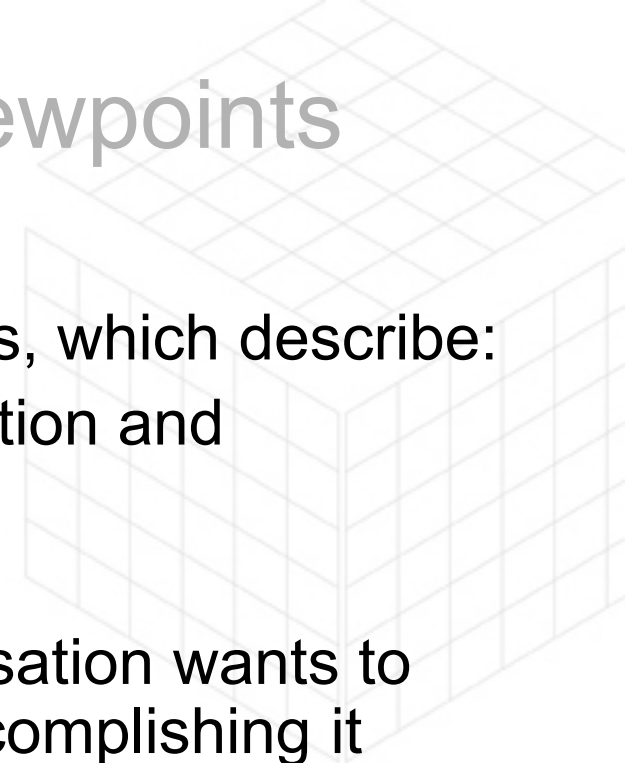 ewpoints
s, which describe:
tion and
sation wants to
complishing it